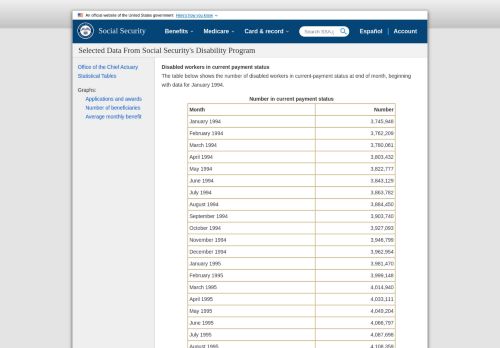 An official website of the United States government Here's how you know
Social Security
Benefits
Medicare
Card & record
Search SSA.g
Español
Account
Selected Data From Social Security's Disability Program
Office of the Chief Actuary
Statistical Tables
Graphs:
Applications and awards
Number of beneficiaries
Average monthly benefit
Disabled workers in current payment status
The table below shows the number of disabled workers in current-payment status at end of month, beginning
with data for January 1994.
Number in current payment status
Month Number
January 1994 3,745,948
February 1994 3,762,209
March 1994 3,780,081
April 1994 3,803,432
May 1994 3,822,777
June 1994 3,843,129
July 1994 3,863,782
August 1994 3,884,450
September 1994 3,903,740
October 1994 3,927,093
November 1994 3,948,799
December 1994 3,962,954
January 1995 3,981,470
February 1995 3,999,148
March 1995 4,014,940
April 1995 4,033,111
May 1995 4,049,204
June 1995 4,066,797
July 1995 4,087,698
August 1995 4,108,359